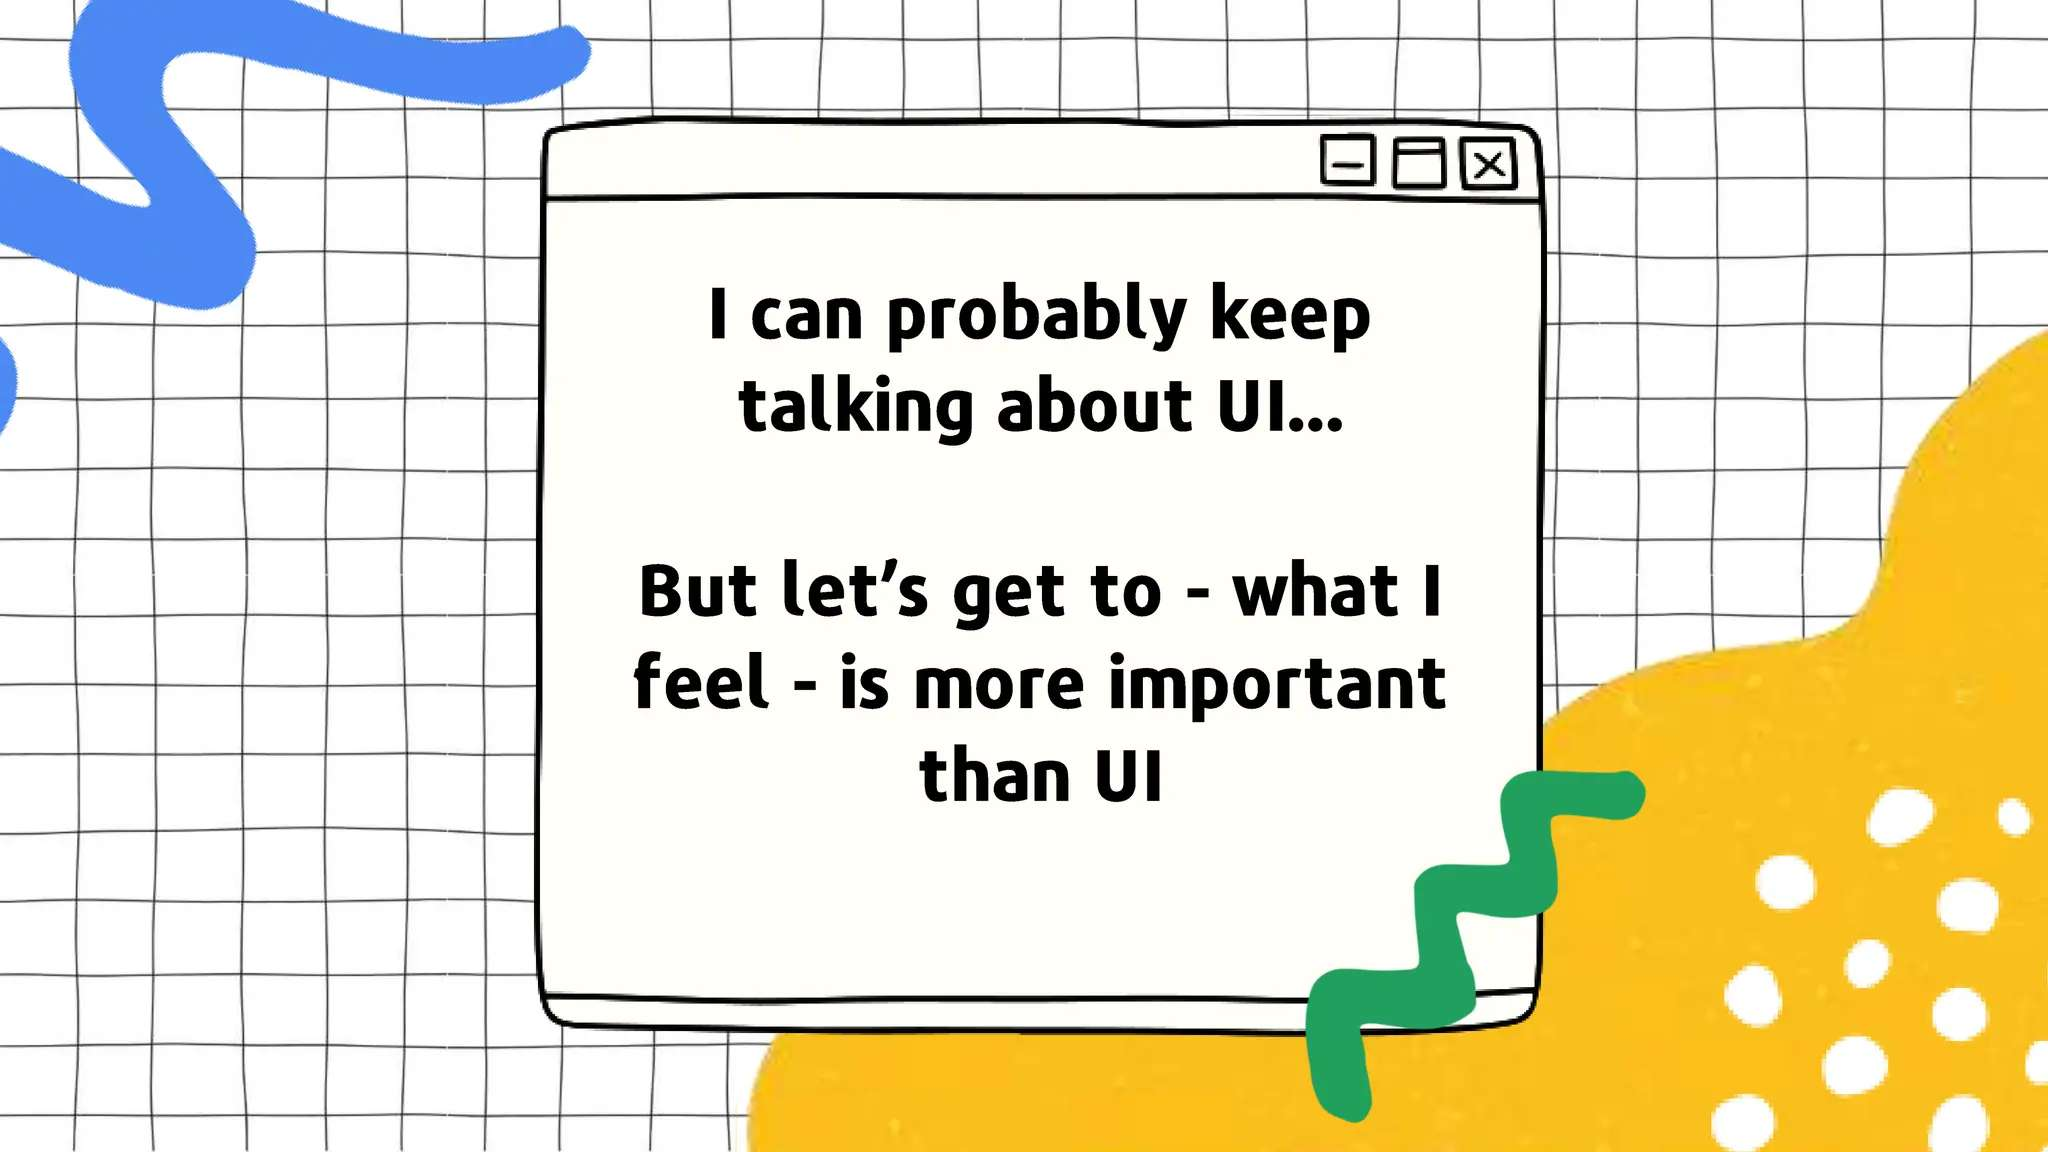 I can probably keep
talking about UI...
But let’s get to - what I
feel - is more important
than UI